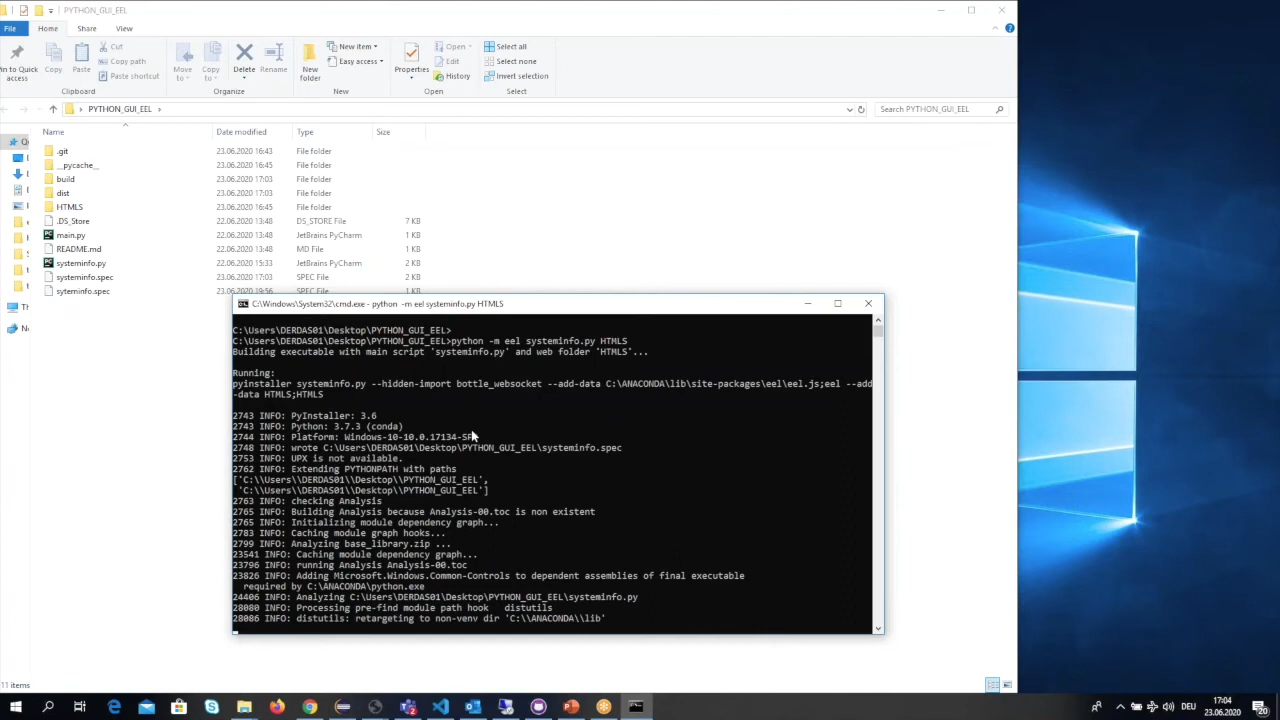 PYTHON_GUI_EEL
File Home Share View
Pin to Quick access
Copy
Paste
Cut
Copy path
Paste shortcut
Clipboard
Move to
Copy to
Delete
Rename
Organize
New folder
New item
Easy access
New
Properties
Open
Edit
History
Open
Select all
Select none
Invert selection
Select
PYTHON_GUI_EEL
Search PYTHON_GUI_EEL
Name Date modified Type Size
.git 23.06.2020 16:43 File folder
__pycache__ 23.06.2020 16:45 File folder
build 23.06.2020 17:03 File folder
dist 23.06.2020 17:03 File folder
HTMLS 23.06.2020 16:45 File folder
.DS_Store 22.06.2020 13:48 DS_STORE File 7 KB
main.py 22.06.2020 13:48 JetBrains PyCharm 1 KB
README.md 22.06.2020 13:48 MD File 1 KB
systeminfo.py 22.06.2020 13:48 JetBrains PyCharm 2 KB
systeminfo.spec 23.06.2020 17:03 SPEC File 2 KB
syteminfo.spec
SPEC File 1 KB
C:\Windows\System32\cmd.exe - python -m eel systeminfo.py HTMLS
C:\Users\DERDAS01\Desktop\PYTHON_GUI_EEL>
C:\Users\DERDAS01\Desktop\PYTHON_GUI_EEL>python -m eel systeminfo.py HTMLS
Building executable with main script 'systeminfo.py' and web folder 'HTMLS'...
Running:
pyinstaller systeminfo.py --hidden-import bottle_websocket --add-data C:\ANACONDA\lib\site-packages\eel\eel.js;eel --add
-data HTMLS;HTMLS
2743 INFO: PyInstaller: 3.6
2743 INFO: Python: 3.7.3 (conda)
2744 INFO: Platform: Windows-10-10.0.17134-SP
2748 INFO: wrote C:\Users\DERDAS01\Desktop\PYTHON_GUI_EEL\systeminfo.spec
2753 INFO: UPX is not available.
2762 INFO: Extending PYTHONPATH with paths
['C:\\Users\\DERDAS01\\Desktop\\PYTHON_GUI_EEL',
'C:\\Users\\DERDAS01\\Desktop\\PYTHON_GUI_EEL']
2763 INFO: checking Analysis
2765 INFO: Building Analysis because Analysis-00.toc is non existent
2765 INFO: Initializing module dependency graph...
2783 INFO: Caching module graph hooks...
2799 INFO: Analyzing base_library.zip ...
23541 INFO: Caching module dependency graph...
23796 INFO: running Analysis Analysis-00.toc
23826 INFO: Adding Microsoft.Windows.Common-Controls to dependent assemblies of final executable
required by C:\ANACONDA\python.exe
24406 INFO: Analyzing C:\Users\DERDAS01\Desktop\PYTHON_GUI_EEL\systeminfo.py
28080 INFO: Processing pre-find module path hook distutils
28086 INFO: distutils: retargeting to non-venv dir 'C:\\ANACONDA\\lib'
11 items
DEU
17:04
23.06.2020
20